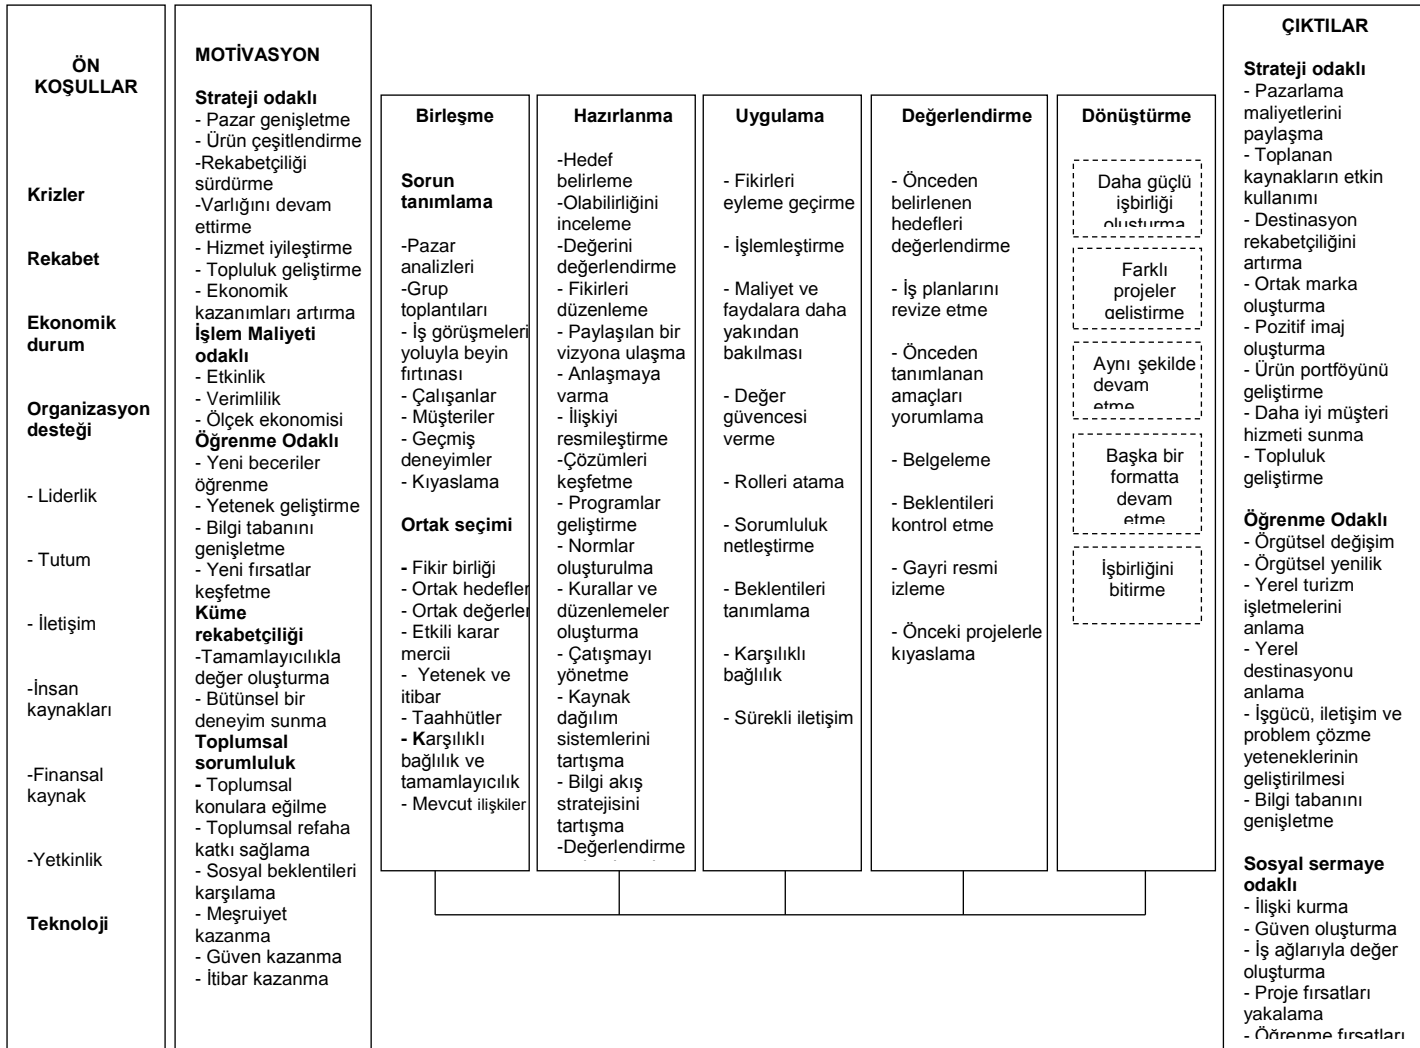 ÖN
KOŞULLAR
Krizler
Rekabet
Ekonomik
durum
Organizasyon
desteği
- Liderlik
- Tutum
- İletişim
-İnsan
kaynakları
-Finansal
kaynak
-Yetkinlik
Teknoloji
MOTİVASYON
Strateji odaklı
- Pazar genişletme
- Ürün çeşitlendirme
-Rekabetçiliği
sürdürme
-Varlığını devam
ettirme
- Hizmet iyileştirme
- Topluluk geliştirme
- Ekonomik
kazanımları artırma
İşlem Maliyeti
odaklı
- Etkinlik
- Verimlilik
- Ölçek ekonomisi
Öğrenme Odaklı
- Yeni beceriler
öğrenme
- Yetenek geliştirme
- Bilgi tabanını
genişletme
- Yeni fırsatlar
keşfetme
Küme
rekabetçiliği
-Tamamlayıcılıkla
değer oluşturma
- Bütünsel bir
deneyim sunma
Toplumsal
sorumluluk
- Toplumsal
konulara eğilme
- Toplumsal refaha
katkı sağlama
- Sosyal beklentileri
karşılama
- Meşruiyet
kazanma
- Güven kazanma
- İtibar kazanma
Birleşme
Sorun
tanımlama
-Pazar
analizleri
-Grup
toplantıları
- İş görüşmeleri
yoluyla beyin
fırtınası
- Çalışanlar
- Müşteriler
- Geçmiş
deneyimler
- Kıyaslama
Ortak seçimi
- Fikir birliği
- Ortak hedefler
- Ortak değerler
- Etkili karar
mercii
- Yetenek ve
itibar
- Taahhütler
- Karşılıklı
bağlılık ve
tamamlayıcılık
- Mevcut ilişkiler
Hazırlanma
-Hedef
belirleme
-Olabilirliğini
inceleme
-Değerini
değerlendirme
- Fikirleri
düzenleme
- Paylaşılan bir
vizyona ulaşma
- Anlaşmaya
varma
- İlişkiyi
resmileştirme
-Çözümleri
keşfetme
- Programlar
geliştirme
- Normlar
oluşturulma
- Kurallar ve
düzenlemeler
oluşturma
- Çatışmayı
yönetme
- Kaynak
dağılım
sistemlerini
tartışma
- Bilgi akış
stratejisini
tartışma
-Değerlendirme
Uygulama
- Fikirleri
eyleme geçirme
- İşlemleştirme
- Maliyet ve
faydalara daha
yakından
bakılması
- Değer
güvencesi
verme
- Rolleri atama
- Sorumluluk
netleştirme
- Beklentileri
tanımlama
- Karşılıklı
bağlılık
- Sürekli iletişim
Değerlendirme
- Önceden
belirlenen
hedefleri
değerlendirme
- İş planlarını
revize etme
- Önceden
tanımlanan
amaçları
yorumlama
- Belgeleme
- Beklentileri
kontrol etme
- Gayri resmi
izleme
- Önceki projelerle
kıyaslama
Dönüştürme
Daha güçlü
işbirliği
oluşturma
Farklı
projeler
geliştirme
Aynı şekilde
devam
etme
Başka bir
formatta
devam
etme
İşbirliğini
bitirme
ÇIKTILAR
Strateji odaklı
- Pazarlama
maliyetlerini
paylaşma
- Toplanan
kaynakların etkin
kullanımı
- Destinasyon
rekabetçiliğini
artırma
- Ortak marka
oluşturma
- Pozitif imaj
oluşturma
- Ürün portföyünü
geliştirme
- Daha iyi müşteri
hizmeti sunma
- Topluluk
geliştirme
Öğrenme Odaklı
- Örgütsel değişim
- Örgütsel yenilik
- Yerel turizm
işletmelerini
anlama
- Yerel
destinasyonu
anlama
- İşgücü, iletişim ve
problem çözme
yeteneklerinin
geliştirilmesi
- Bilgi tabanını
genişletme
Sosyal sermaye
odaklı
- İlişki kurma
- Güven oluşturma
- İş ağlarıyla değer
oluşturma
- Proje fırsatları
yakalama
- Öğrenme fırsatları